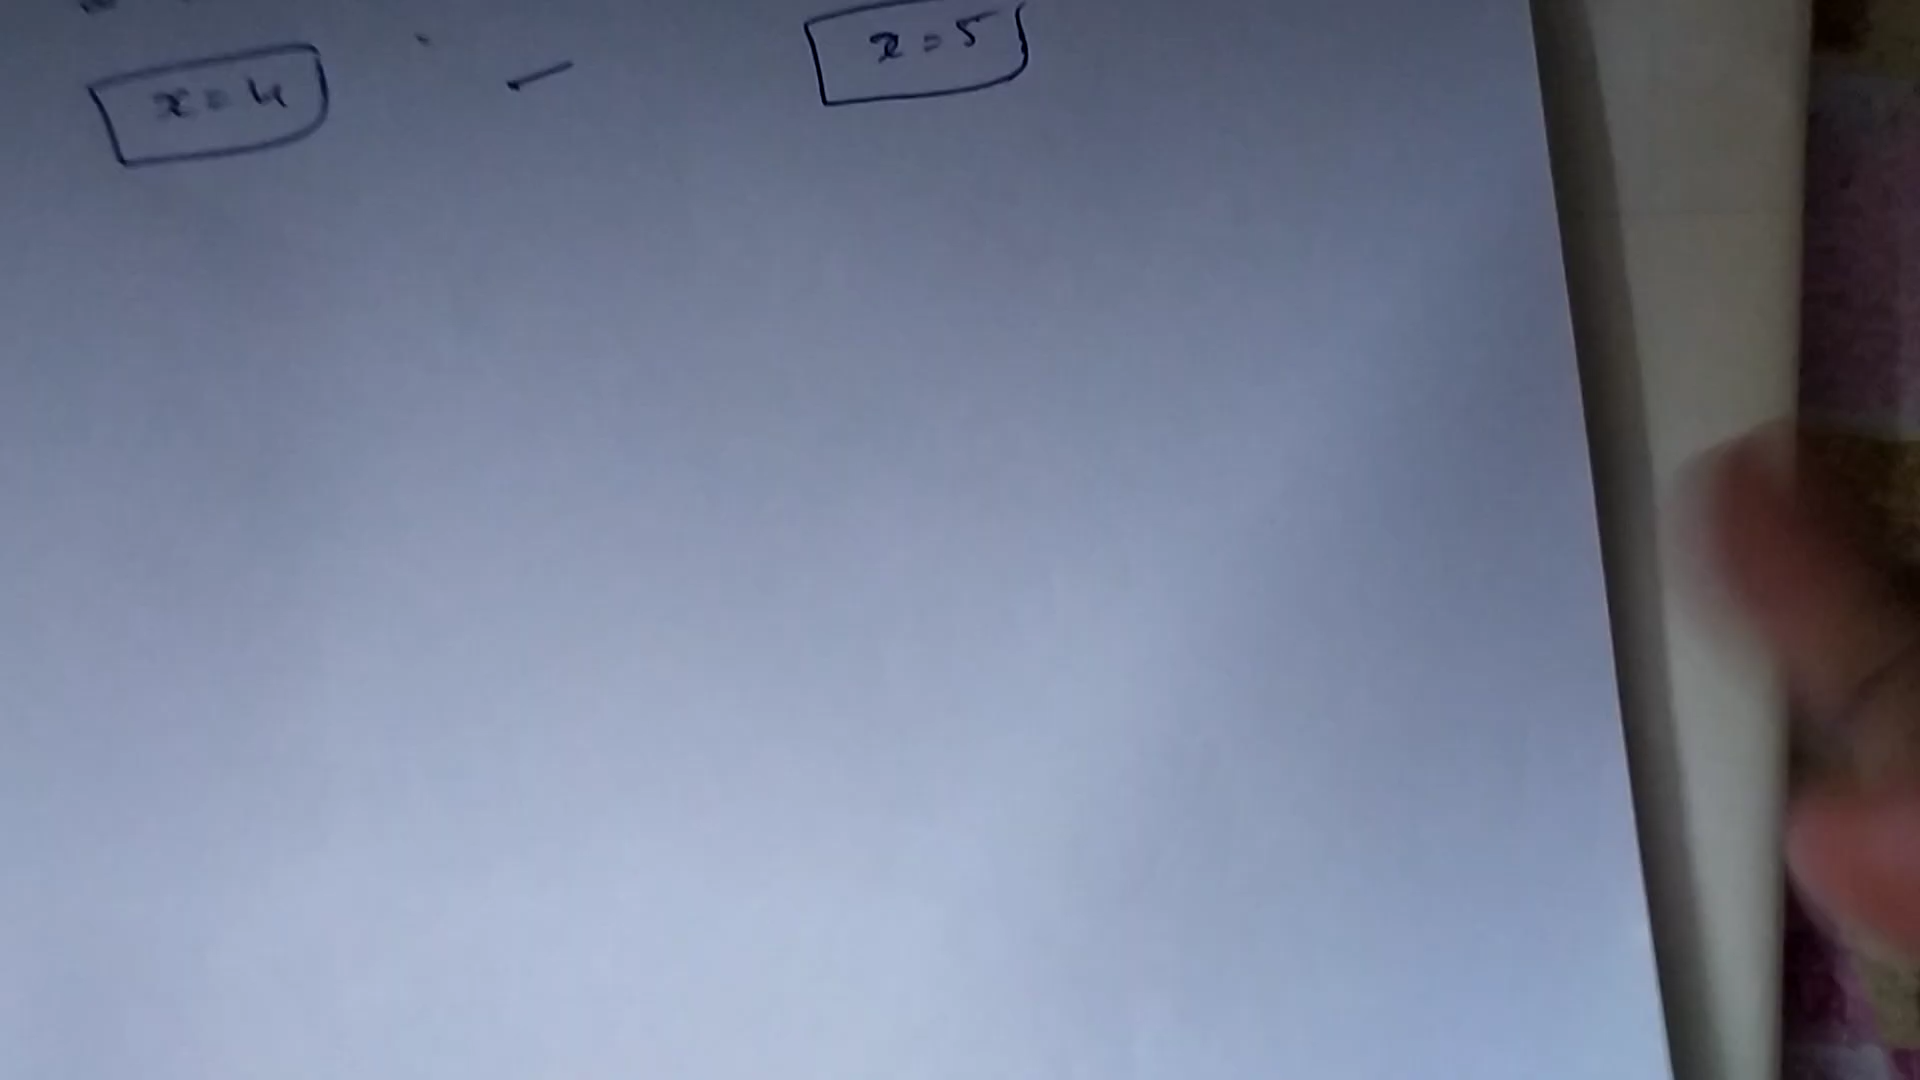 x = 4 — x = 5